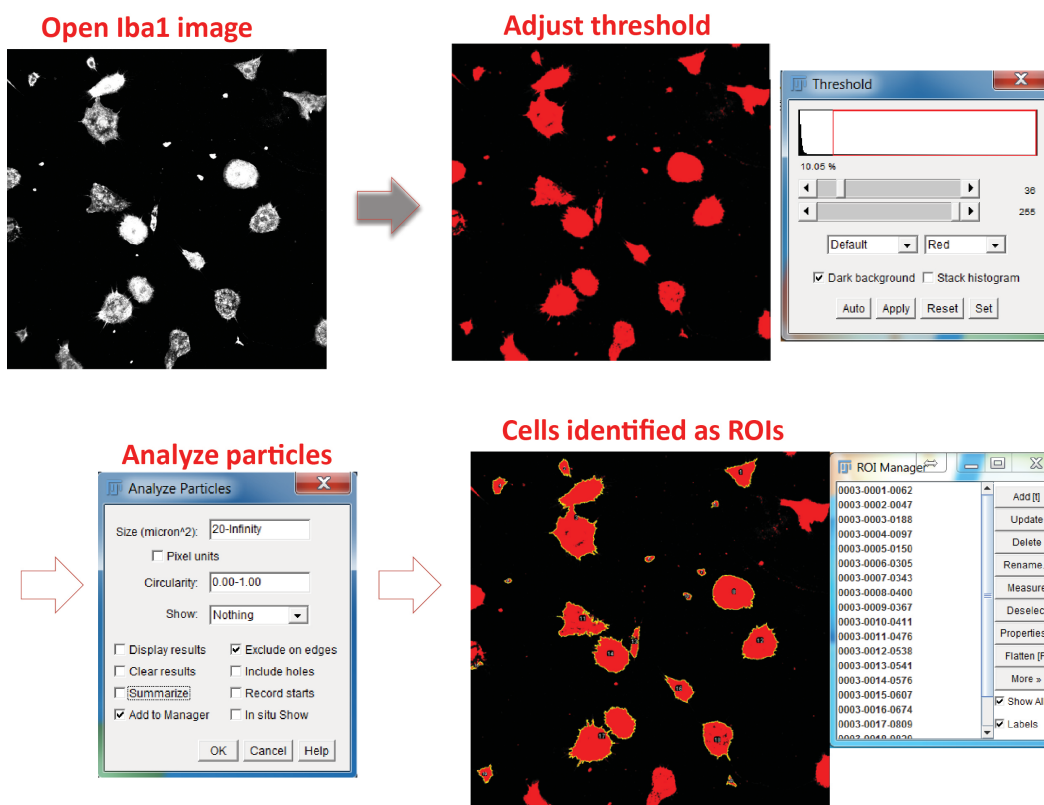 Open Iba1 image
Adjust threshold
Threshold
10.05 %
36
255
Default
Red
Dark background
Stack histogram
Auto
Apply
Reset
Set
Analyze particles
Analyze Particles
Size (micron^2):
20-Infinity
Pixel units
Circularity:
0.00-1.00
Show:
Nothing
Display results
Exclude on edges
Clear results
Include holes
Summarize
Record starts
Add to Manager
In situ Show
OK
Cancel
Help
Cells identified as ROIs
ROI Manager
0003-0001-0062
0003-0002-0047
0003-0003-0188
0003-0004-0097
0003-0005-0150
0003-0006-0305
0003-0007-0343
0003-0008-0400
0003-0009-0367
0003-0010-0411
0003-0011-0476
0003-0012-0538
0003-0013-0541
0003-0014-0576
0003-0015-0607
0003-0016-0674
0003-0017-0809
Add [t]
Update
Delete
Rename.
Measure
Deselec
Properties
Flatten [F
More »
Show All
Labels